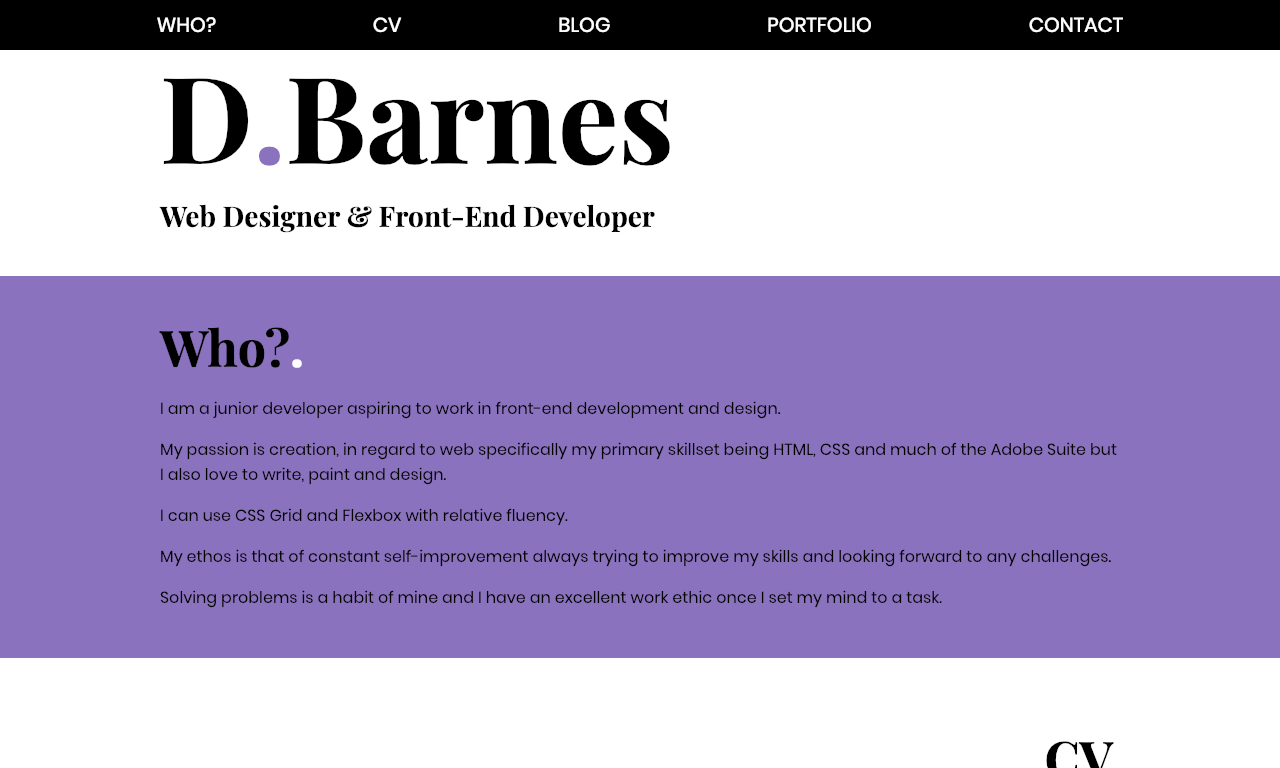 WHO? CV BLOG PORTFOLIO CONTACT
D.Barnes
Web Designer & Front-End Developer
Who?.
I am a junior developer aspiring to work in front-end development and design.
My passion is creation, in regard to web specifically my primary skillset being HTML, CSS and much of the Adobe Suite but
I also love to write, paint and design.
I can use CSS Grid and Flexbox with relative fluency.
My ethos is that of constant self-improvement always trying to improve my skills and looking forward to any challenges.
Solving problems is a habit of mine and I have an excellent work ethic once I set my mind to a task.
CV